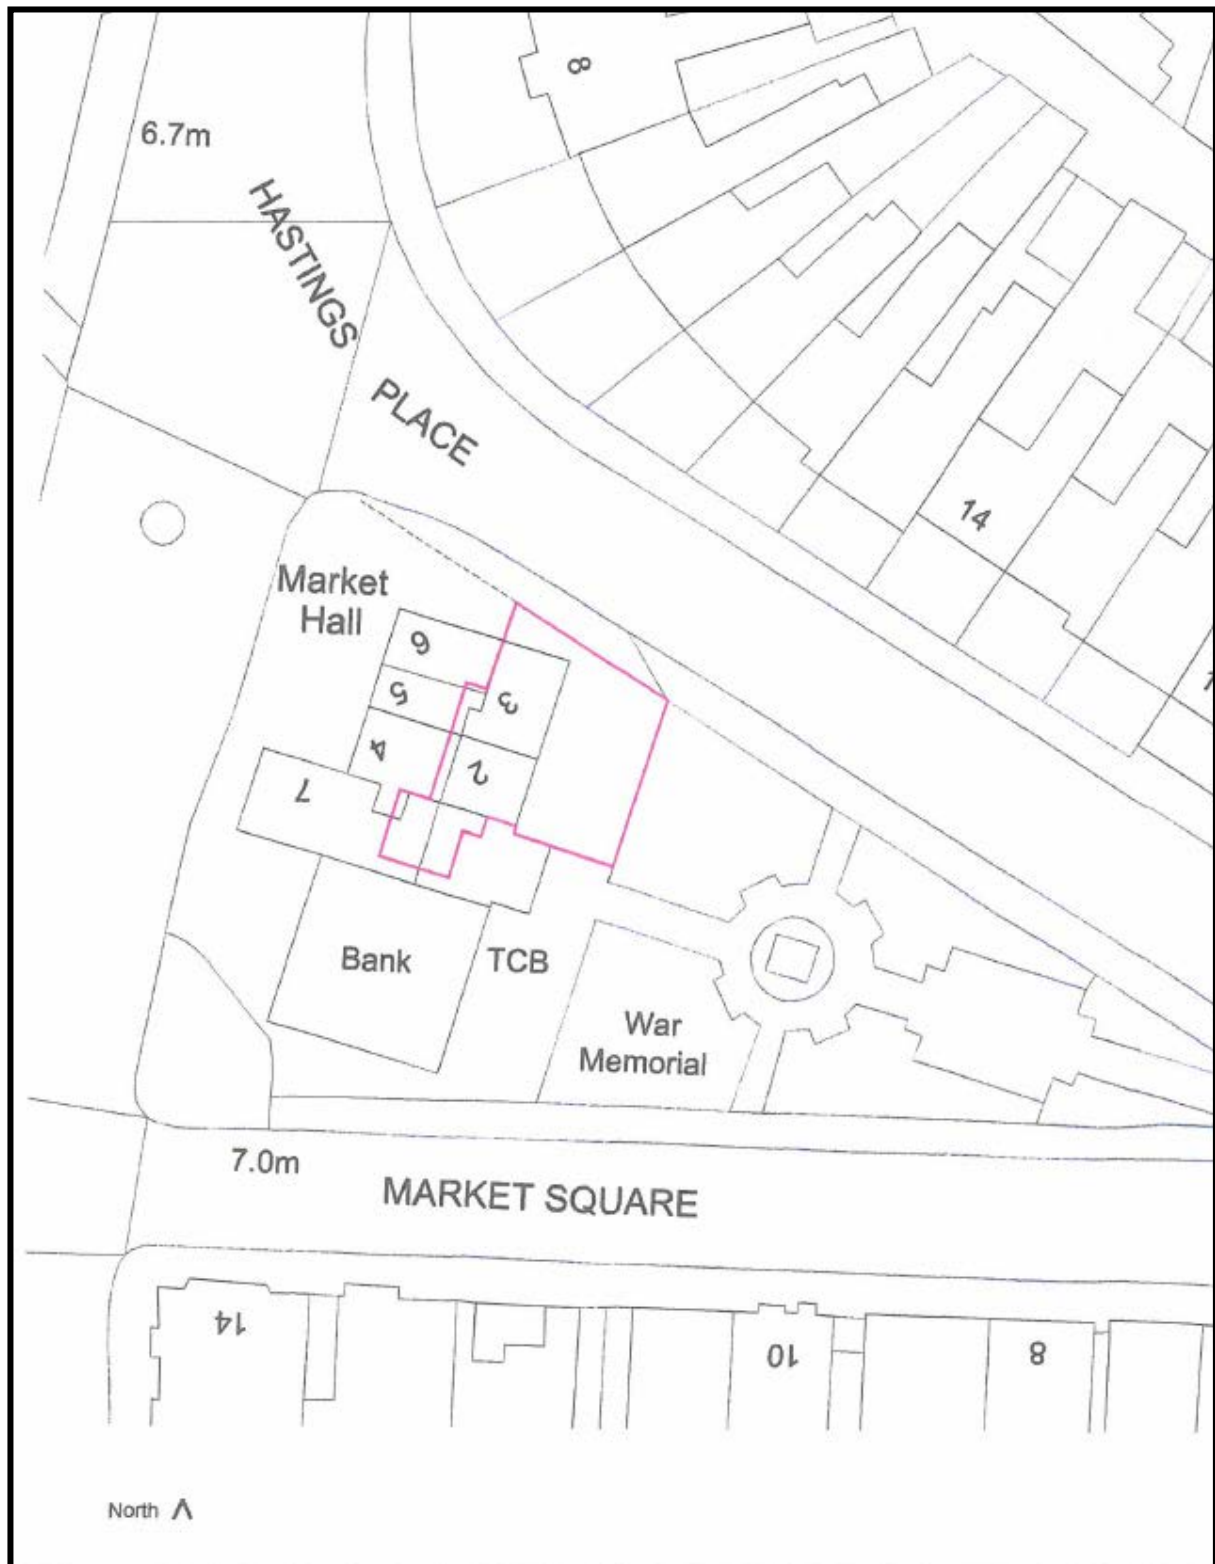 8
6.7m
HASTINGS
PLACE
14
Market
Hall
6
5
3
4
2
7
Bank
TCB
War
Memorial
7.0m
MARKET SQUARE
14
10
8
North